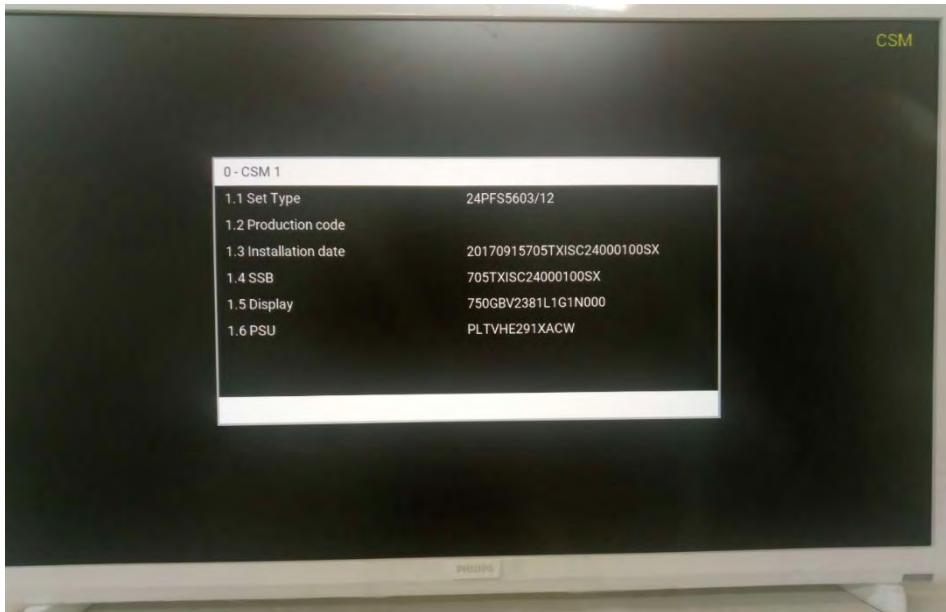 CSM
0 - CSM 1
1.1 Set Type 24PFS5603/12
1.2 Production code
1.3 Installation date 20170915705TXISC24000100SX
1.4 SSB 705TXISC24000100SX
1.5 Display 750GBV2381L1G1N000
1.6 PSU PLTVHE291XACW
PHILIPS